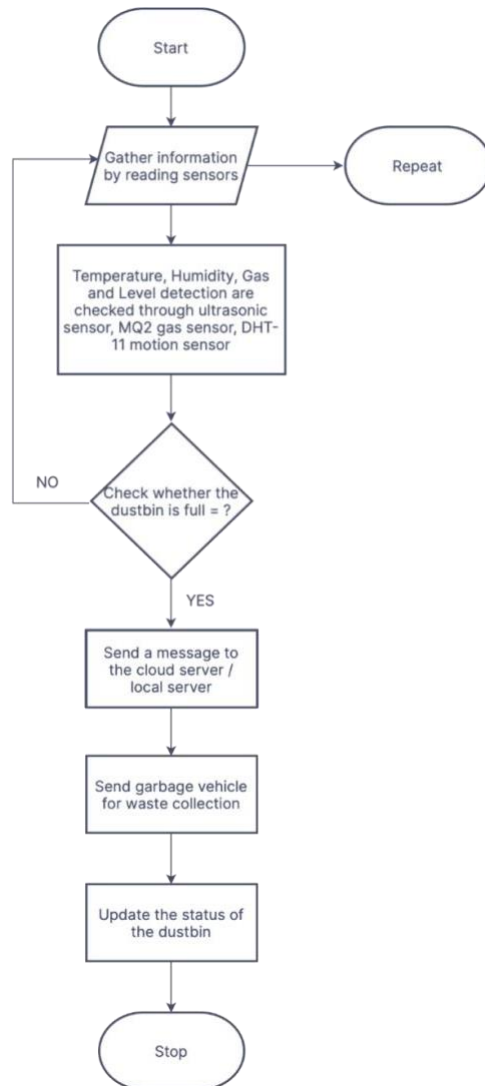 Start
Gather information
by reading sensors
Repeat
Temperature, Humidity, Gas
and Level detection are
checked through ultrasonic
sensor, MQ2 gas sensor, DHT-
11 motion sensor
NO
Check whether the
dustbin is full = ?
YES
Send a message to
the cloud server /
local server
Send garbage vehicle
for waste collection
Update the status of
the dustbin
Stop